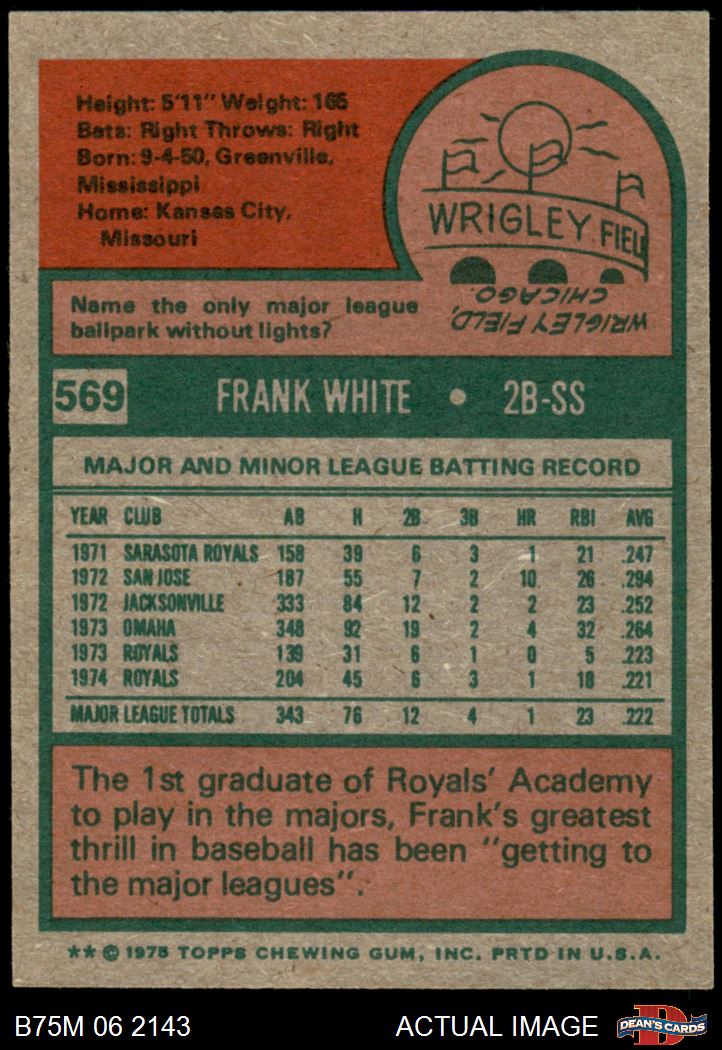 Height: 5'11" Weight: 165
Bats: Right Throws: Right
Born: 9-4-50, Greenville,
Mississippi
Home: Kansas City,
Missouri
WRIGLEY FIEL
Name the only major league
ballpark without lights?
WRIGLEY FIELD,
CHICAGO.
569 FRANK WHITE • 2B-SS
MAJOR AND MINOR LEAGUE BATTING RECORD
YEAR CLUB AB H 2B 3B HR RBI AVG
1971 SARASOTA ROYALS 158 39 6 3 1 21 .247
1972 SAN JOSE 187 55 7 2 10 26 .294
1972 JACKSONVILLE 333 84 12 2 2 23 .252
1973 OMAHA 348 92 19 2 4 32 .264
1973 ROYALS 139 31 6 1 0 5 .223
1974 ROYALS 204 45 6 3 1 18 .221
MAJOR LEAGUE TOTALS 343 76 12 4 1 23 .222
The 1st graduate of Royals' Academy
to play in the majors, Frank's greatest
thrill in baseball has been "getting to
the major leagues".
** © 1975 TOPPS CHEWING GUM, INC. PRTD IN U.S.A.
B75M 06 2143 ACTUAL IMAGE D DEAN'S CARDS